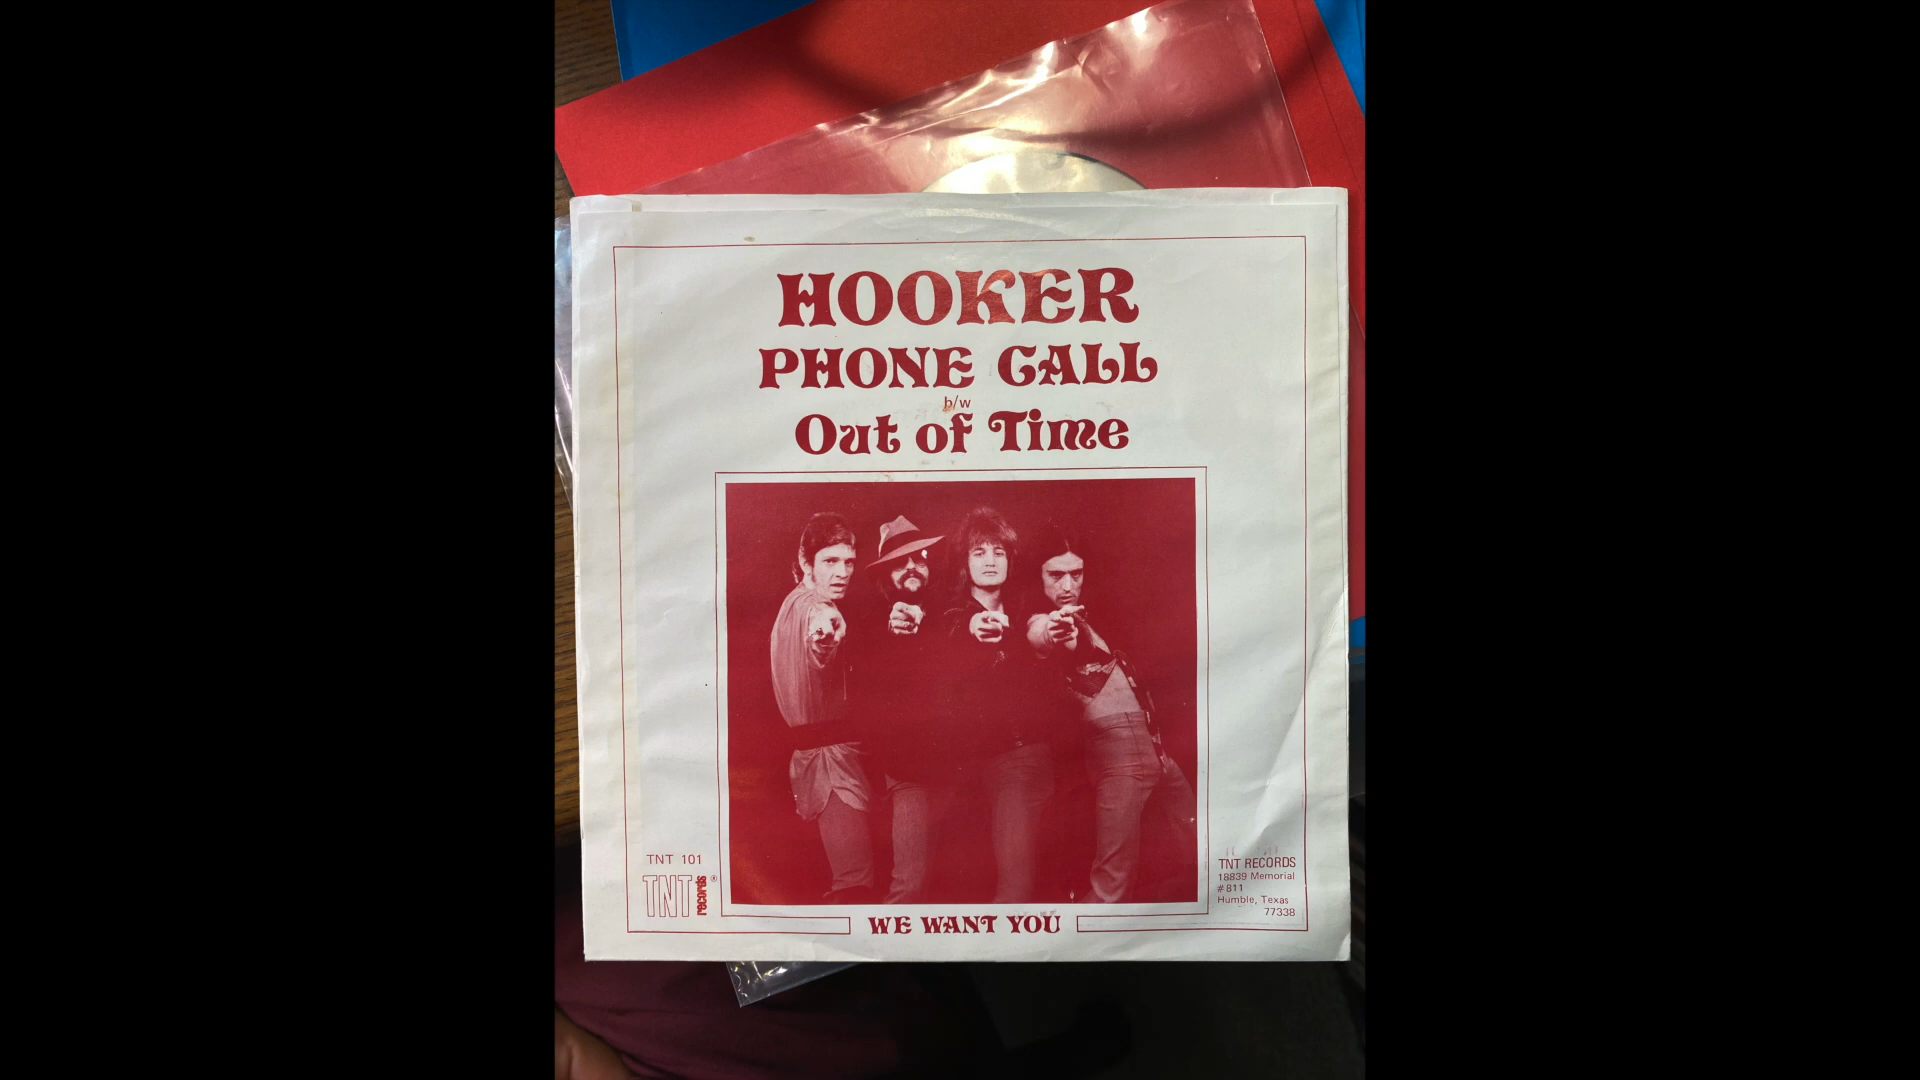 HOOKER
PHONE CALL
b/w
Out of Time
TNT 101
TNT
records
®
TNT RECORDS
18839 Memorial
#811
Humble, Texas
77338
WE WANT YOU